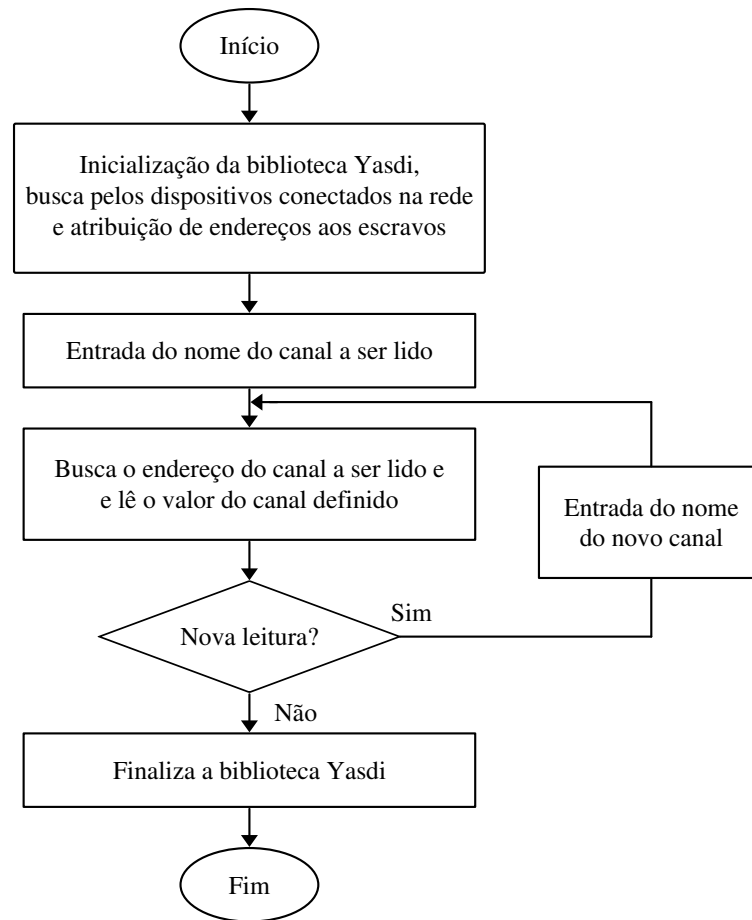 Início
Inicialização da biblioteca Yasdi,
busca pelos dispositivos conectados na rede
e atribuição de endereços aos escravos
Entrada do nome do canal a ser lido
Busca o endereço do canal a ser lido e
e lê o valor do canal definido
Entrada do nome
do novo canal
Nova leitura?
Sim
Não
Finaliza a biblioteca Yasdi
Fim